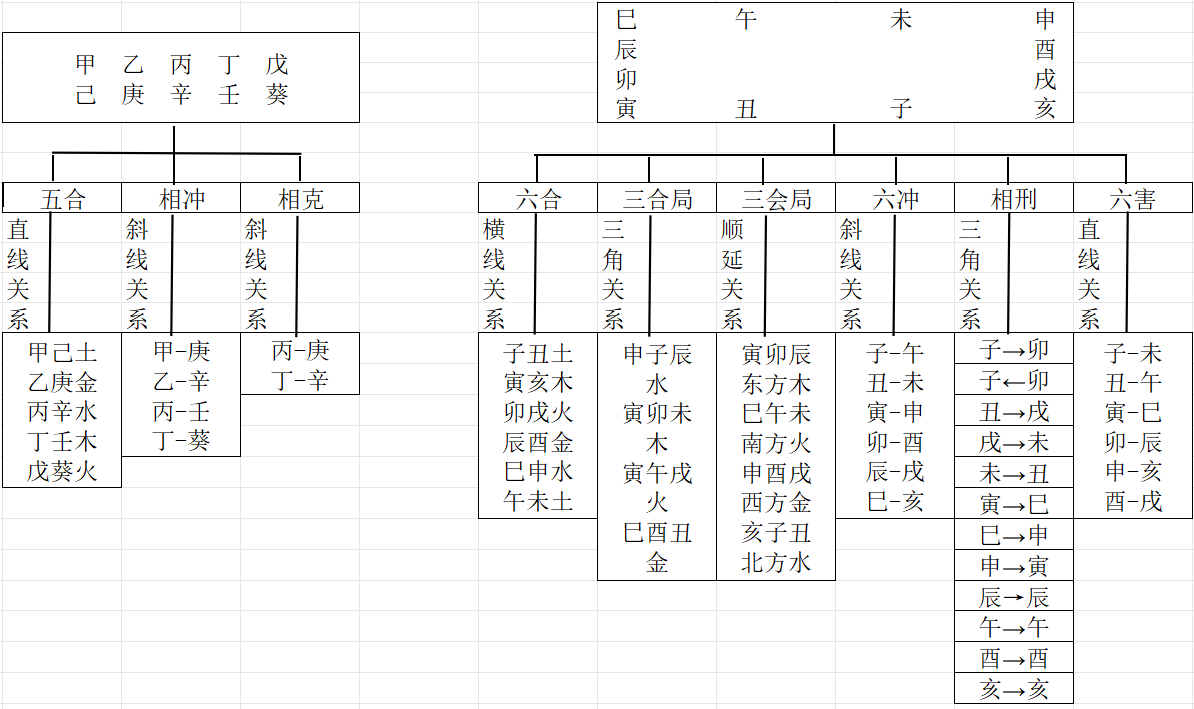 甲 乙 丙 丁 戊
己 庚 辛 壬 葵
五合 相冲 相克
直线关系
斜线关系
斜线关系
甲己土
乙庚金
丙辛水
丁壬木
戊葵火
甲-庚
乙-辛
丙-壬
丁-葵
丙-庚
丁-辛
巳 午 未 申
辰 酉
卯 戌
寅 丑 子 亥
六合 三合局 三会局 六冲 相刑 六害
横线关系
三角关系
顺延关系
斜线关系
三角关系
直线关系
子丑土
寅亥木
卯戌火
辰酉金
巳申水
午未土
申子辰
水
寅卯未
木
寅午戌
火
巳酉丑
金
寅卯辰
东方木
巳午未
南方火
申酉戌
西方金
亥子丑
北方水
子-午
丑-未
寅-申
卯-酉
辰-戌
巳-亥
子→卯
子←卯
丑→戌
戌→未
未→丑
寅→巳
巳→申
申→寅
辰→辰
午→午
酉→酉
亥→亥
子-未
丑-午
寅-巳
卯-辰
申-亥
酉-戌